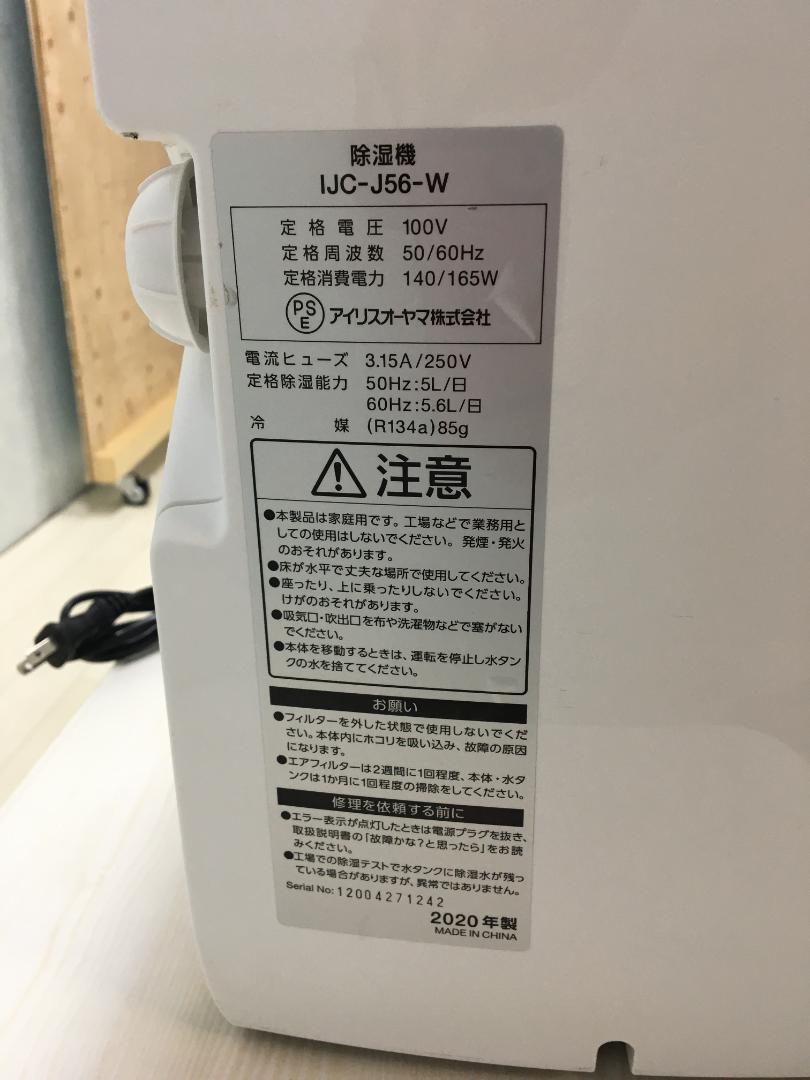 除湿機
IJC-J56-W
定格電圧 100V
定格周波数 50/60Hz
定格消費電力 140/165W
PSE アイリスオーヤマ株式会社
電流ヒューズ 3.15A/250V
定格除湿能力 50Hz:5L/日
60Hz:5.6L/日
冷媒 (R134a)85g
注意
●本製品は家庭用です。工場などで業務用と
しての使用はしないでください。発煙・発火
のおそれがあります。
●床が水平で丈夫な場所で使用してください。
●座ったり、上に乗ったりしないでください。
けがのおそれがあります。
●吸気口・吹出口を布や洗濯物などで塞がない
でください。
●本体を移動するときは、運転を停止し水タン
クの水を捨ててください。
お願い
●フィルターを外した状態で使用しないでくだ
さい。本体内にホコリを吸い込み、故障の原因
になります。
●エアフィルターは2週間に1回程度、本体・水タ
ンクは1か月に1回程度の掃除をしてください。
修理を依頼する前に
●エラー表示が点灯したときは電源プラグを抜き、
取扱説明書の「故障かな?と思ったら」をお読
みください。
●工場での除湿テストで水タンクに除湿水が残っ
ている場合がありますが、異常ではありません。
Serial No: 12004271242
2020年製
MADE IN CHINA